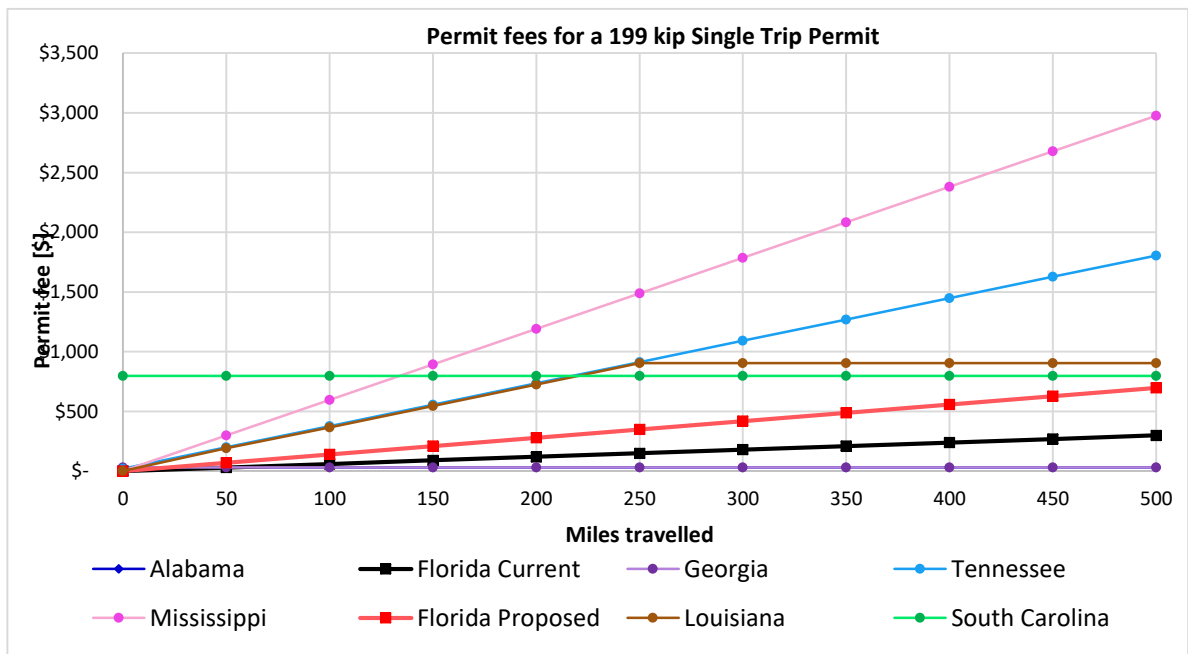 Permit fees for a 199 kip Single Trip Permit
$3,500
$3,000
$2,500
$2,000
$1,500
$1,000
$500
$-
Permit fee [$]
0 50 100 150 200 250 300 350 400 450 500
Miles travelled
Alabama Florida Current Georgia Tennessee
Mississippi Florida Proposed Louisiana South Carolina